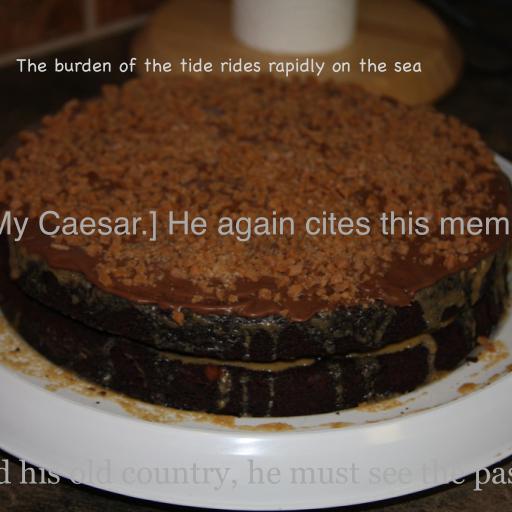 The burden of the tide rides rapidly on the sea
My Caesar.] He again cites this mem
d his old country, he must see the pas